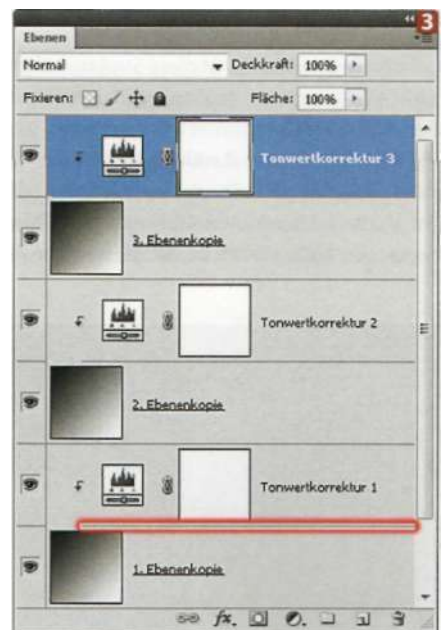 3
Ebenen
Normal Deckkraft: 100%
Fixieren: Fläche: 100%
Tonwertkorrektur 3
3. Ebenenkopie
Tonwertkorrektur 2
2. Ebenenkopie
Tonwertkorrektur 1
1. Ebenenkopie
fx.